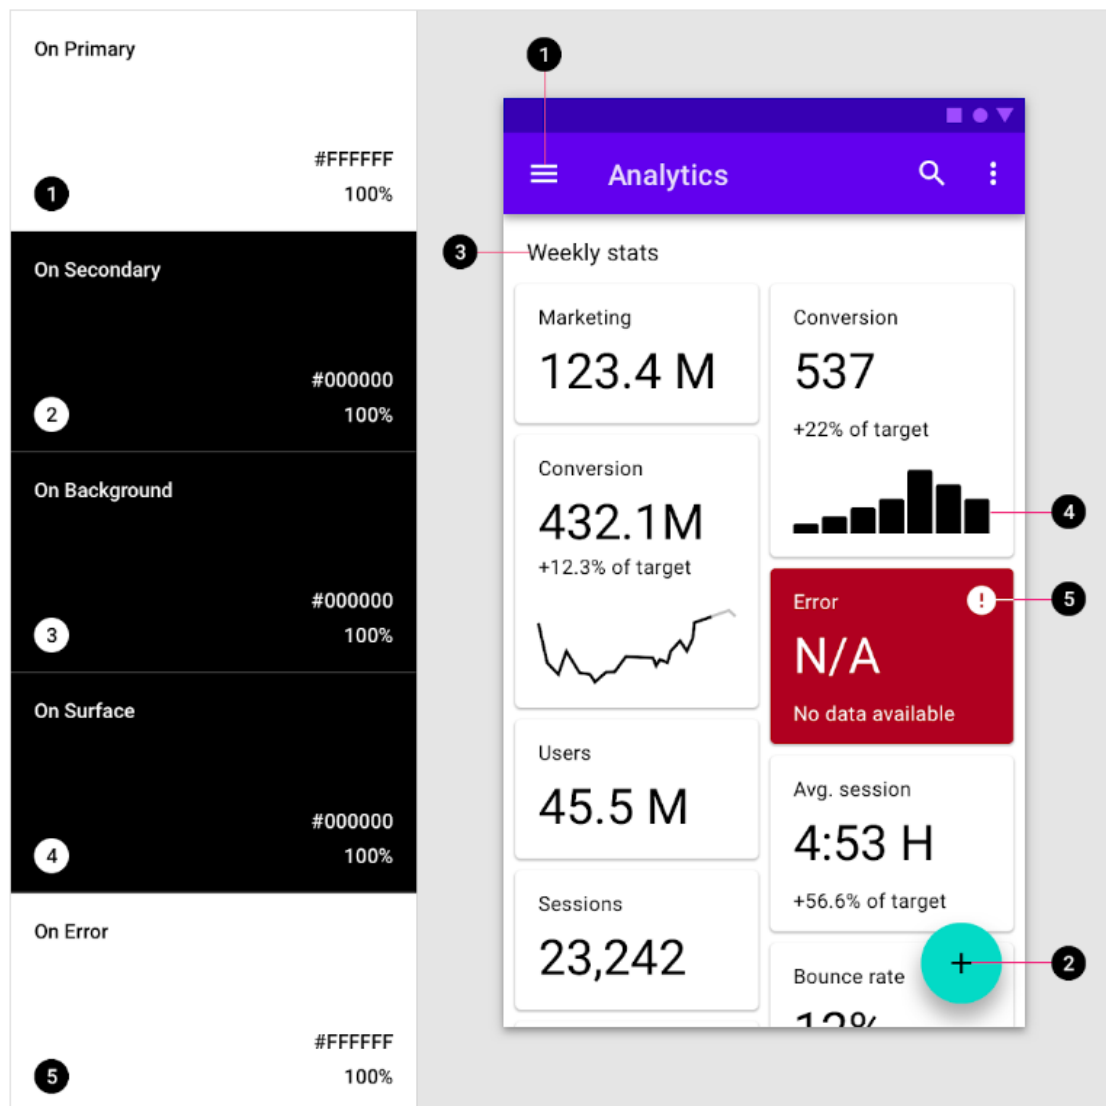 On Primary
#FFFFFF
1
100%
On Secondary
#000000
2
100%
On Background
#000000
3
100%
On Surface
#000000
4
100%
On Error
#FFFFFF
5
100%
1
Analytics
3
Weekly stats
Marketing
123.4 M
Conversion
432.1M
+12.3% of target
Users
45.5 M
Sessions
23,242
Conversion
537
+22% of target
4
Error
!
5
N/A
No data available
Avg. session
4:53 H
+56.6% of target
+
2
Bounce rate
12%